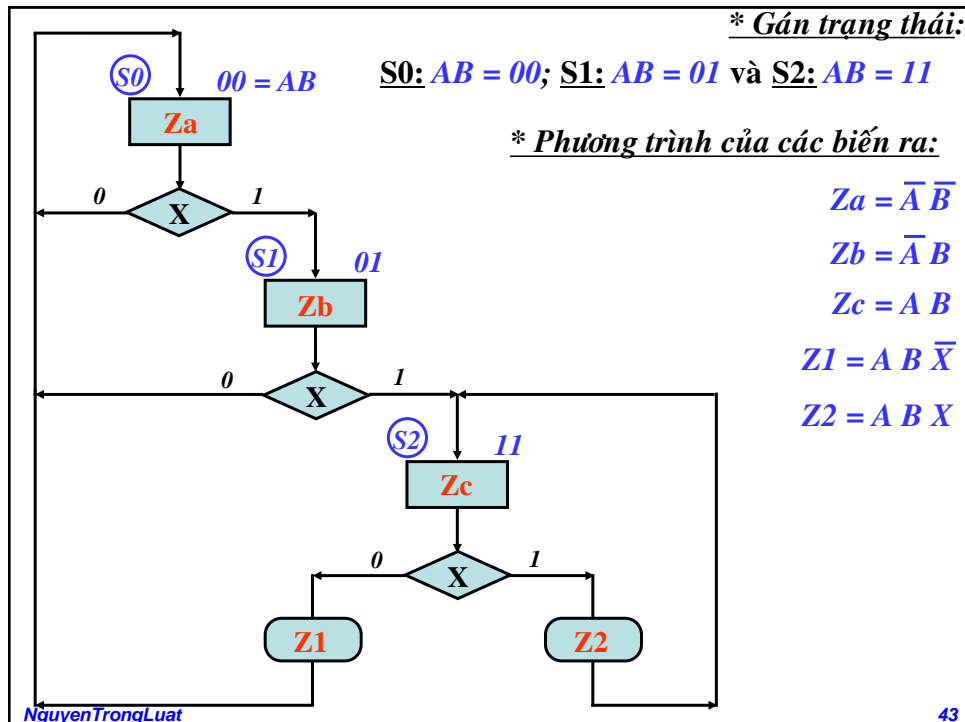 * Gán trạng thái:
S0: AB = 00; S1: AB = 01 và S2: AB = 11
S0 00 = AB
Za
0 X 1
S1 01
Zb
0 X 1
S2 11
Zc
0 X 1
Z1 Z2
* Phương trình của các biến ra:
Za = A̅ B̅
Zb = A̅ B
Zc = A B
Z1 = A B X̅
Z2 = A B X
NguyenTrongLuat 43